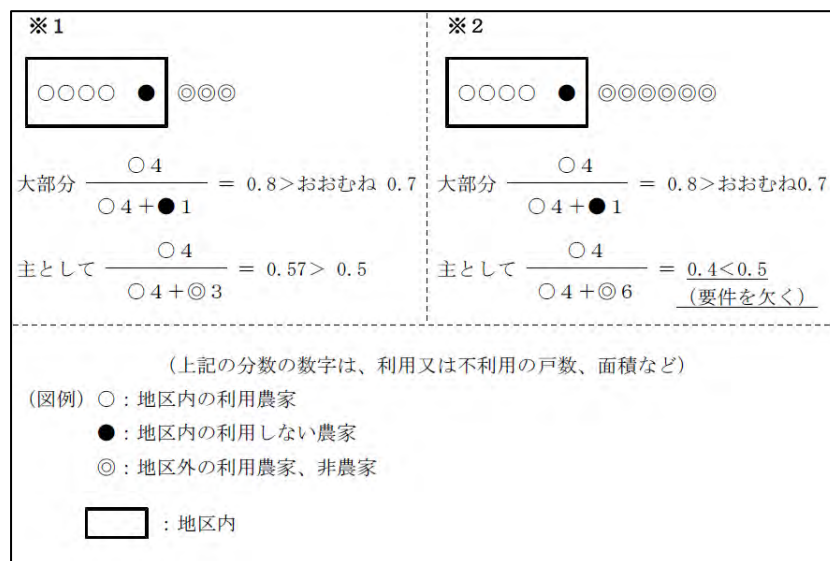 ※1
○○○○ ● ◎◎◎
大部分 ○4 / ○4+●1 = 0.8>おおむね 0.7
主として ○4 / ○4+◎3 = 0.57> 0.5
※2
○○○○ ● ◎◎◎◎◎◎
大部分 ○4 / ○4+●1 = 0.8>おおむね0.7
主として ○4 / ○4+◎6 = 0.4<0.5
(要件を欠く)
(上記の分数の数字は、利用又は不利用の戸数、面積など)
(図例) ○:地区内の利用農家
●:地区内の利用しない農家
◎:地区外の利用農家、非農家
:地区内